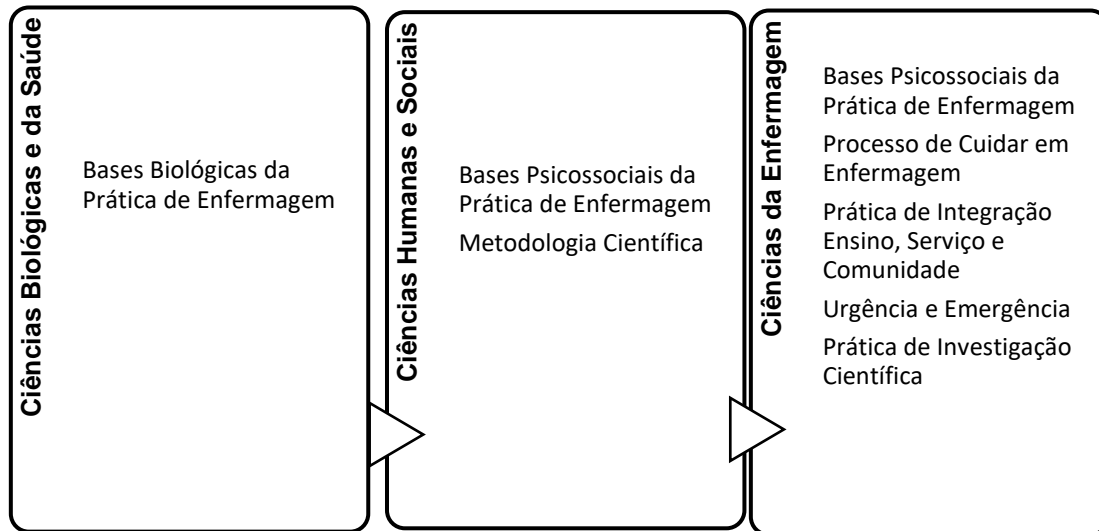 Ciências Biológicas e da Saúde
Bases Biológicas da
Prática de Enfermagem
Ciências Humanas e Sociais
Bases Psicossociais da
Prática de Enfermagem
Metodologia Científica
Ciências da Enfermagem
Bases Psicossociais da
Prática de Enfermagem
Processo de Cuidar em
Enfermagem
Prática de Integração
Ensino, Serviço e
Comunidade
Urgência e Emergência
Prática de Investigação
Científica